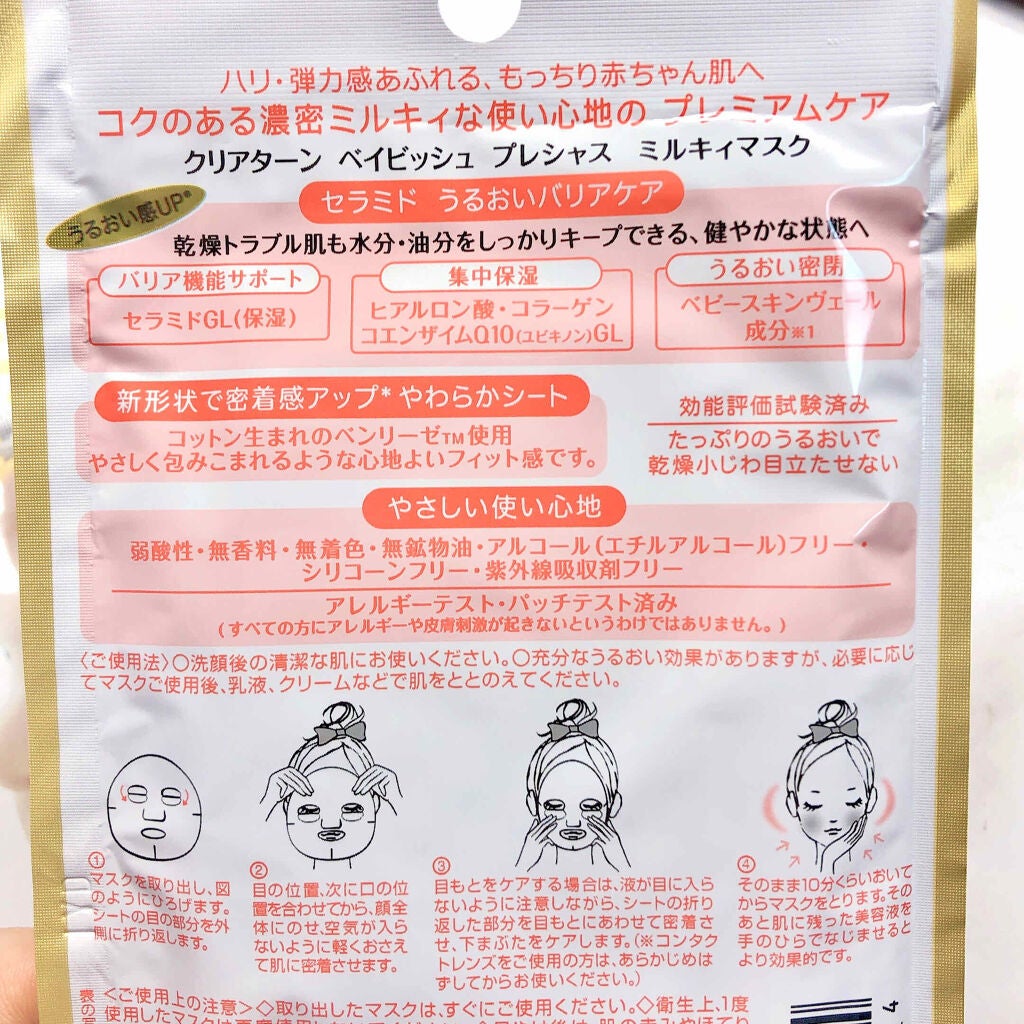 ハリ・弾力感あふれる、もっちり赤ちゃん肌へ
コクのある濃密ミルキィな使い心地の プレミアムケア
クリアターン ベイビッシュ プレシャス ミルキィマスク
うるおい感UP*
セラミド うるおいバリアケア
乾燥トラブル肌も水分・油分をしっかりキープできる、健やかな状態へ
バリア機能サポート
セラミドGL(保湿)
集中保湿
ヒアルロン酸・コラーゲン
コエンザイムQ10(ユビキノン)GL
うるおい密閉
ベビースキンヴェール
成分※1
新形状で密着感アップ* やわらかシート
コットン生まれのベンリーゼTM使用
やさしく包みこまれるような心地よいフィット感です。
効能評価試験済み
たっぷりのうるおいで
乾燥小じわ目立たせない
やさしい使い心地
弱酸性・無香料・無着色・無鉱物油・アルコール(エチルアルコール)フリー・
シリコーンフリー・紫外線吸収剤フリー
アレルギーテスト・パッチテスト済み
(すべての方にアレルギーや皮膚刺激が起きないというわけではありません。)
〈ご使用法〉○洗顔後の清潔な肌にお使いください。○充分なうるおい効果がありますが、必要に応じ
てマスクご使用後、乳液、クリームなどで肌をととのえてください。
①
マスクを取り出し、図
のようにひろげます。
シートの目の部分を外
側に折り返します。
②
目の位置、次に口の位
置を合わせてから、顔全
体にのせ、空気が入ら
ないように軽くおさえ
て肌に密着させます。
③
目もとをケアする場合は、液が目に入ら
ないように注意しながら、シートの折り
返した部分を目もとにあわせて密着さ
せ、下まぶたをケアします。(※コンタク
トレンズをご使用の方は、あらかじめは
ずしてからお使いください。)
④
そのまま10分くらいおいて
からマスクをとります。その
あと肌に残った美容液を
手のひらでなじませると
より効果的です。
〈ご使用上の注意〉◇取り出したマスクは、すぐにご使用ください。◇衛生上、1度
使用したマスクは